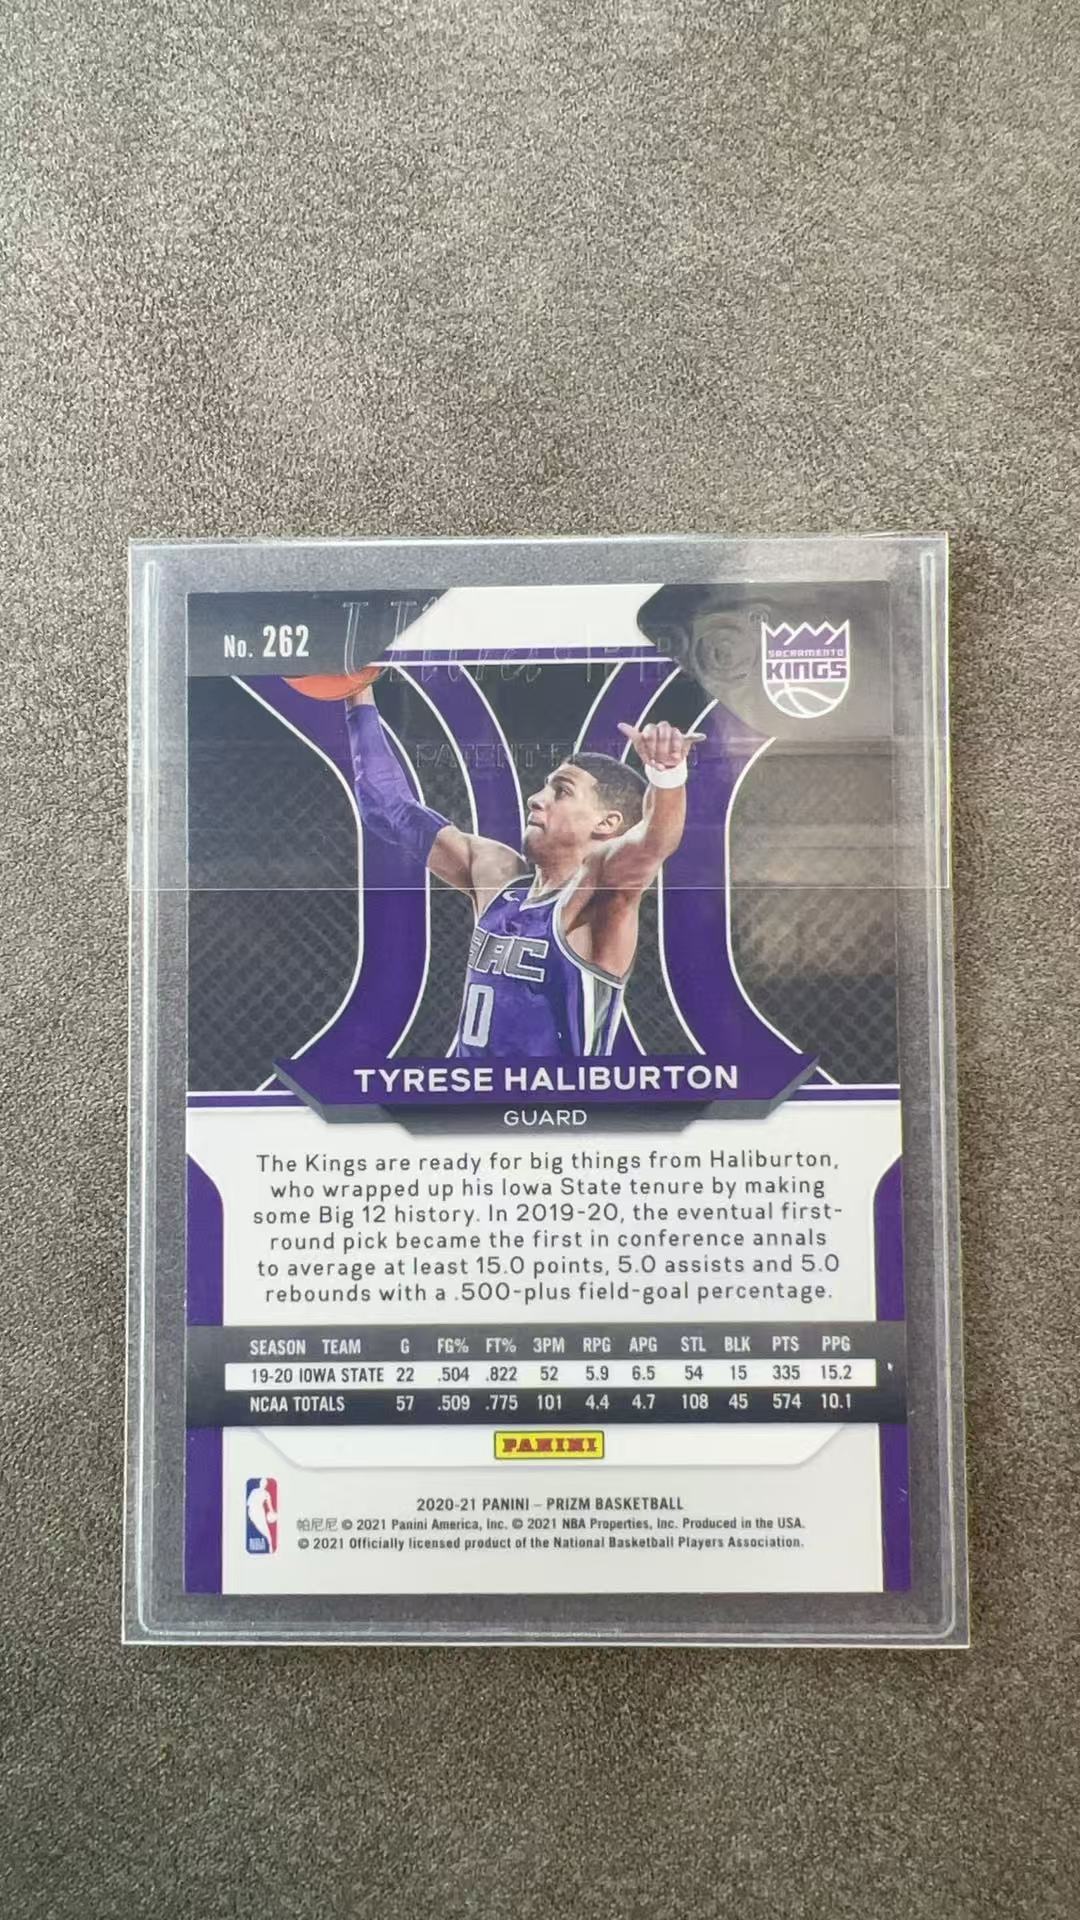 No. 262
SACRAMENTO
KINGS
SAC
0
TYRESE HALIBURTON
GUARD
The Kings are ready for big things from Haliburton,
who wrapped up his Iowa State tenure by making
some Big 12 history. In 2019-20, the eventual first-
round pick became the first in conference annals
to average at least 15.0 points, 5.0 assists and 5.0
rebounds with a .500-plus field-goal percentage.
SEASON TEAM G FG% FT% 3PM RPG APG STL BLK PTS PPG
19-20 IOWA STATE 22 .504 .822 52 5.9 6.5 54 15 335 15.2
NCAA TOTALS 57 .509 .775 101 4.4 4.7 108 45 574 10.1
PANINI
NBA
2020-21 PANINI – PRIZM BASKETBALL
帕尼尼 © 2021 Panini America, Inc. © 2021 NBA Properties, Inc. Produced in the USA.
© 2021 Officially licensed product of the National Basketball Players Association.